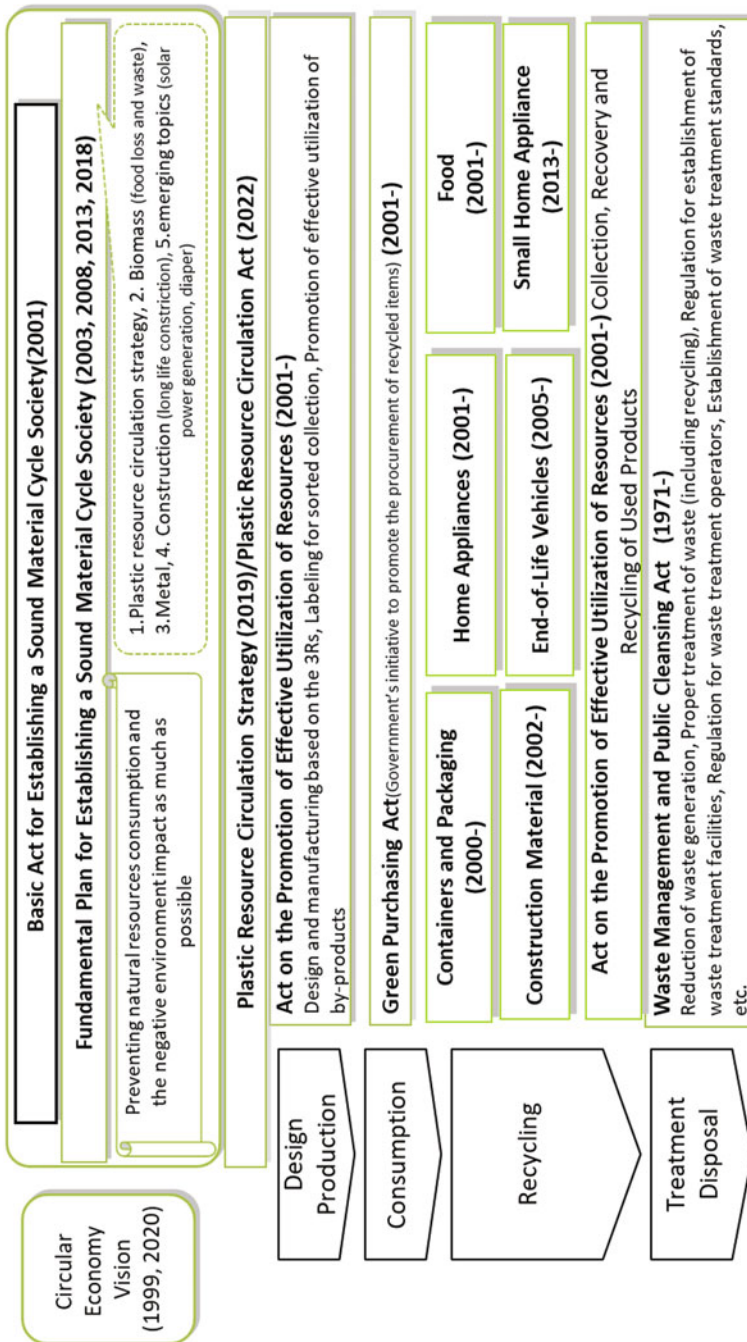 Circular
Economy
Vision
(1999, 2020)
Basic Act for Establishing a Sound Material Cycle Society(2001)
Fundamental Plan for Establishing a Sound Material Cycle Society (2003, 2008, 2013, 2018)
Preventing natural resources consumption and
the negative environment impact as much as
possible
1.Plastic resource circulation strategy, 2. Biomass (food loss and waste),
3.Metal, 4. Construction (long life constriction), 5.emerging topics (solar
power generation, diaper)
Plastic Resource Circulation Strategy (2019)/Plastic Resource Circulation Act (2022)
Design
Production
Act on the Promotion of Effective Utilization of Resources (2001-)
Design and manufacturing based on the 3Rs, Labeling for sorted collection, Promotion of effective utilization of
by-products
Consumption
Green Purchasing Act(Government's initiative to promote the procurement of recycled items) (2001-)
Recycling
Containers and Packaging
(2000-)
Home Appliances (2001-)
Food
(2001-)
Construction Material (2002-)
End-of-Life Vehicles (2005-)
Small Home Appliance
(2013-)
Act on the Promotion of Effective Utilization of Resources (2001-) Collection, Recovery and
Recycling of Used Products
Treatment
Disposal
Waste Management and Public Cleansing Act (1971-)
Reduction of waste generation, Proper treatment of waste (including recycling), Regulation for establishment of
waste treatment facilities, Regulation for waste treatment operators, Establishment of waste treatment standards,
etc.